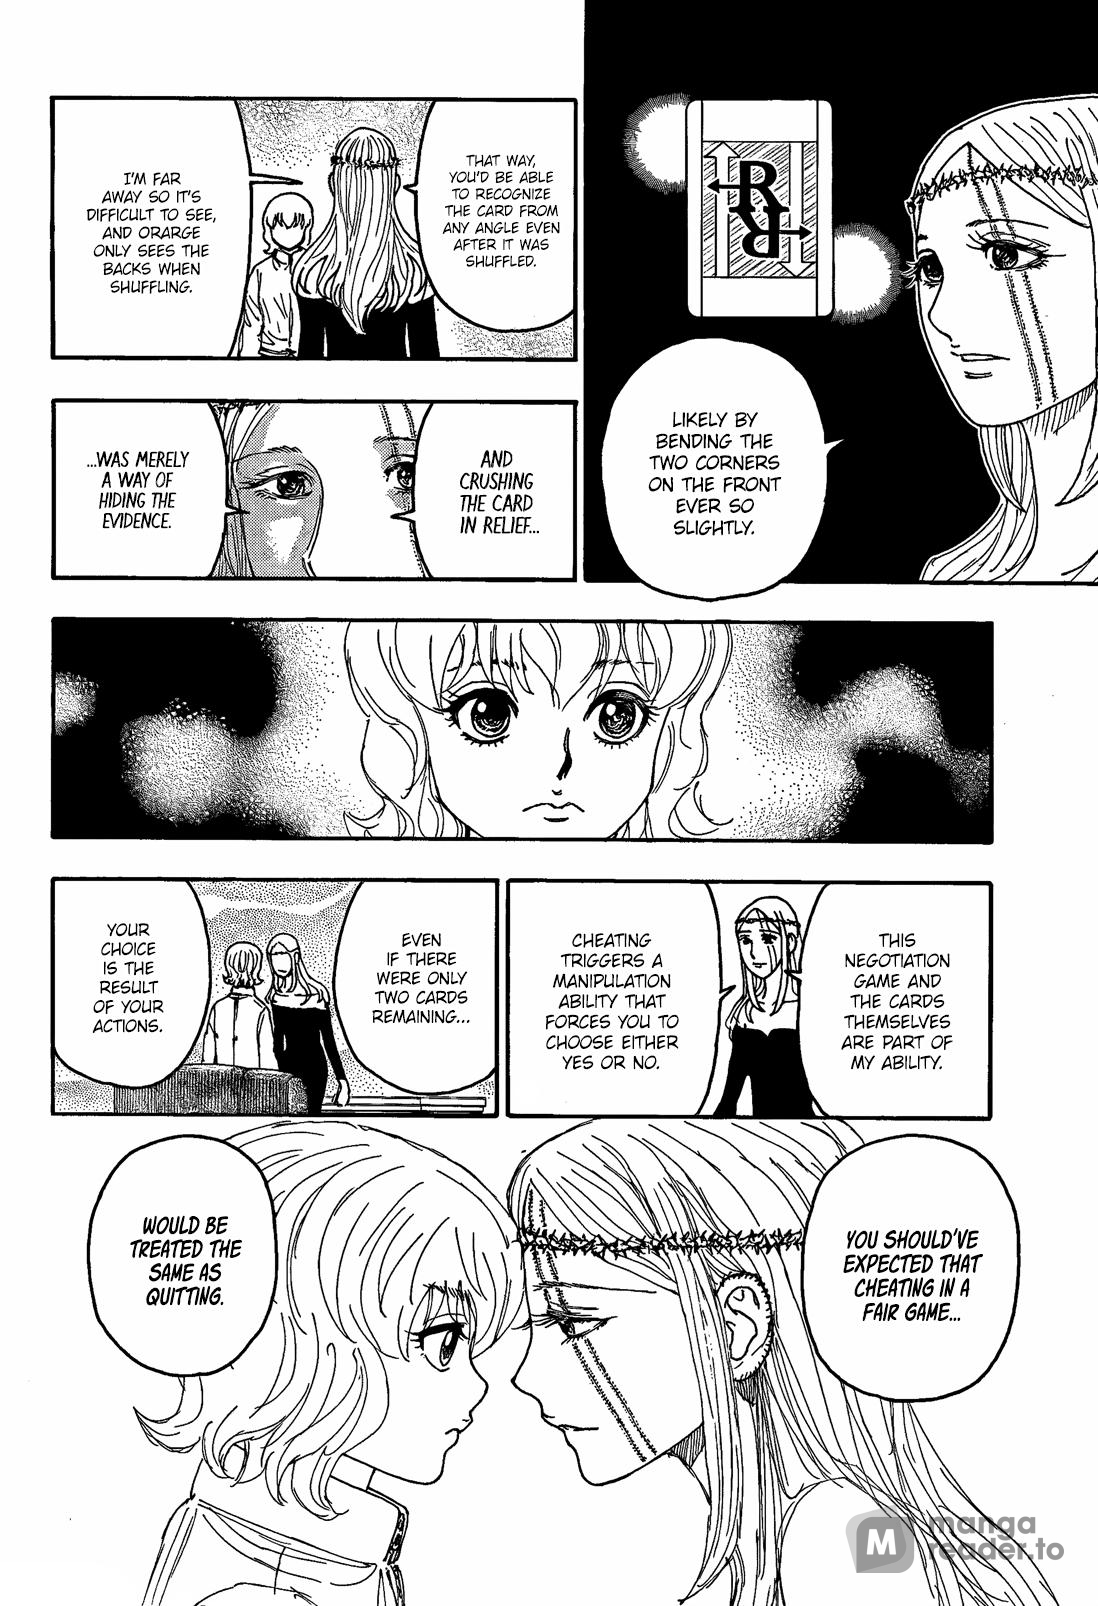 R
R
LIKELY BY
BENDING THE
TWO CORNERS
ON THE FRONT
EVER SO
SLIGHTLY.
THAT WAY,
YOU'D BE ABLE
TO RECOGNIZE
THE CARD FROM
ANY ANGLE EVEN
AFTER IT WAS
SHUFFLED.
I'M FAR
AWAY SO IT'S
DIFFICULT TO SEE,
AND ORARGE
ONLY SEES THE
BACKS WHEN
SHUFFLING.
AND
CRUSHING
THE CARD
IN RELIEF...
...WAS MERELY
A WAY OF
HIDING THE
EVIDENCE.
THIS
NEGOTIATION
GAME AND
THE CARDS
THEMSELVES
ARE PART OF
MY ABILITY.
CHEATING
TRIGGERS A
MANIPULATION
ABILITY THAT
FORCES YOU TO
CHOOSE EITHER
YES OR NO.
EVEN
IF THERE
WERE ONLY
TWO CARDS
REMAINING...
YOUR
CHOICE
IS THE
RESULT
OF YOUR
ACTIONS.
YOU SHOULD'VE
EXPECTED THAT
CHEATING IN A
FAIR GAME...
WOULD BE
TREATED THE
SAME AS
QUITTING.
M
manga
reader.to